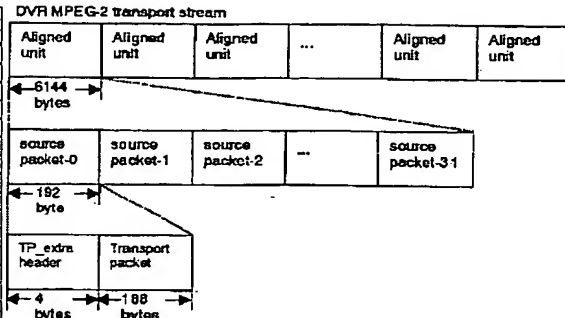 DVR MPEG-2 transport stream
Aligned unit
Aligned unit
Aligned unit
...
Aligned unit
Aligned unit
6144 bytes
source packet-0
source packet-1
source packet-2
...
source packet-31
192 byte
TP_extra header
Transport packet
4 bytes
188 bytes